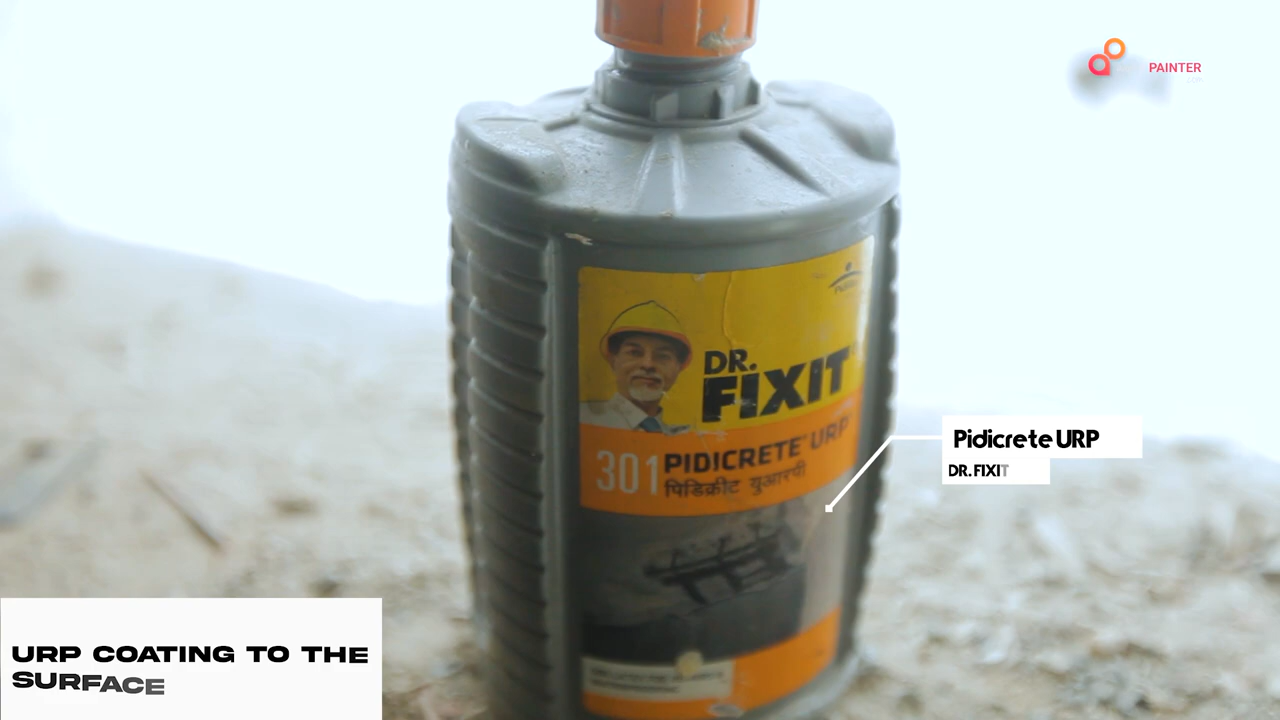 PAINTER
DR.
FIXIT
301 PIDICRETE URP
पिडिक्रीट युआरपी
Pidicrete URP
DR. FIXIT
URP COATING TO THE
SURFACE